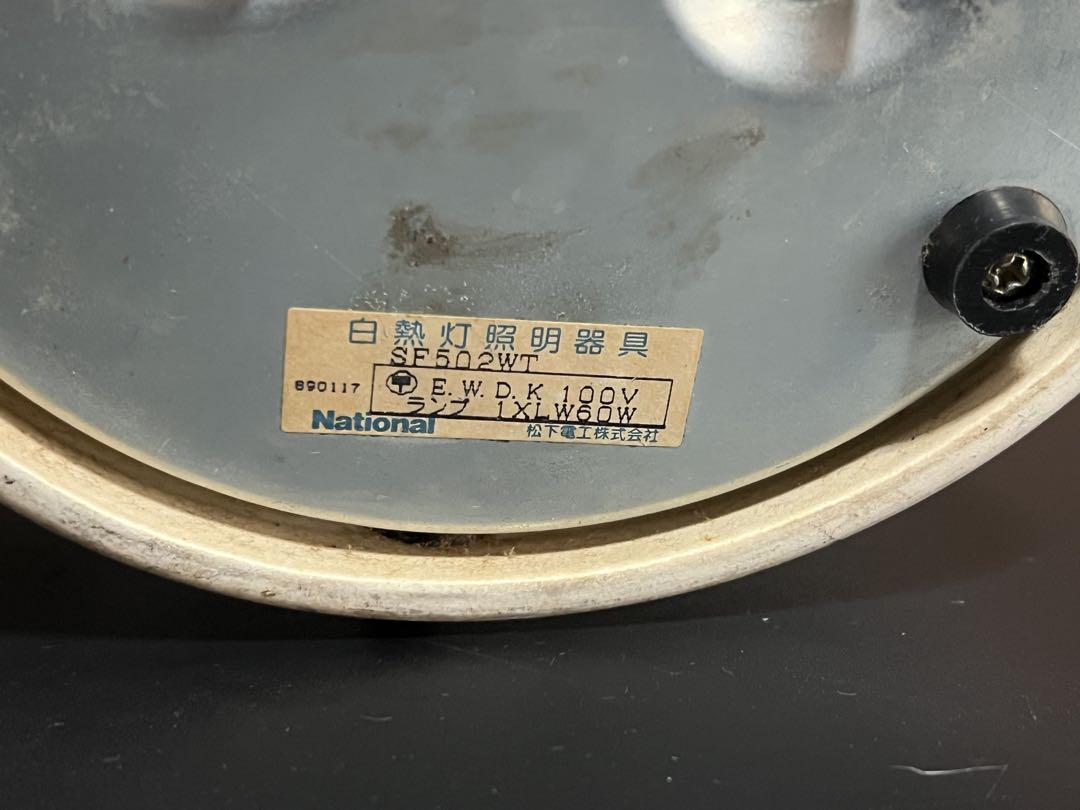 白熱灯照明器具
SF502WT
890117
〒 E.W.D.K 100V
ランプ 1XLW60W
National
松下電工株式会社